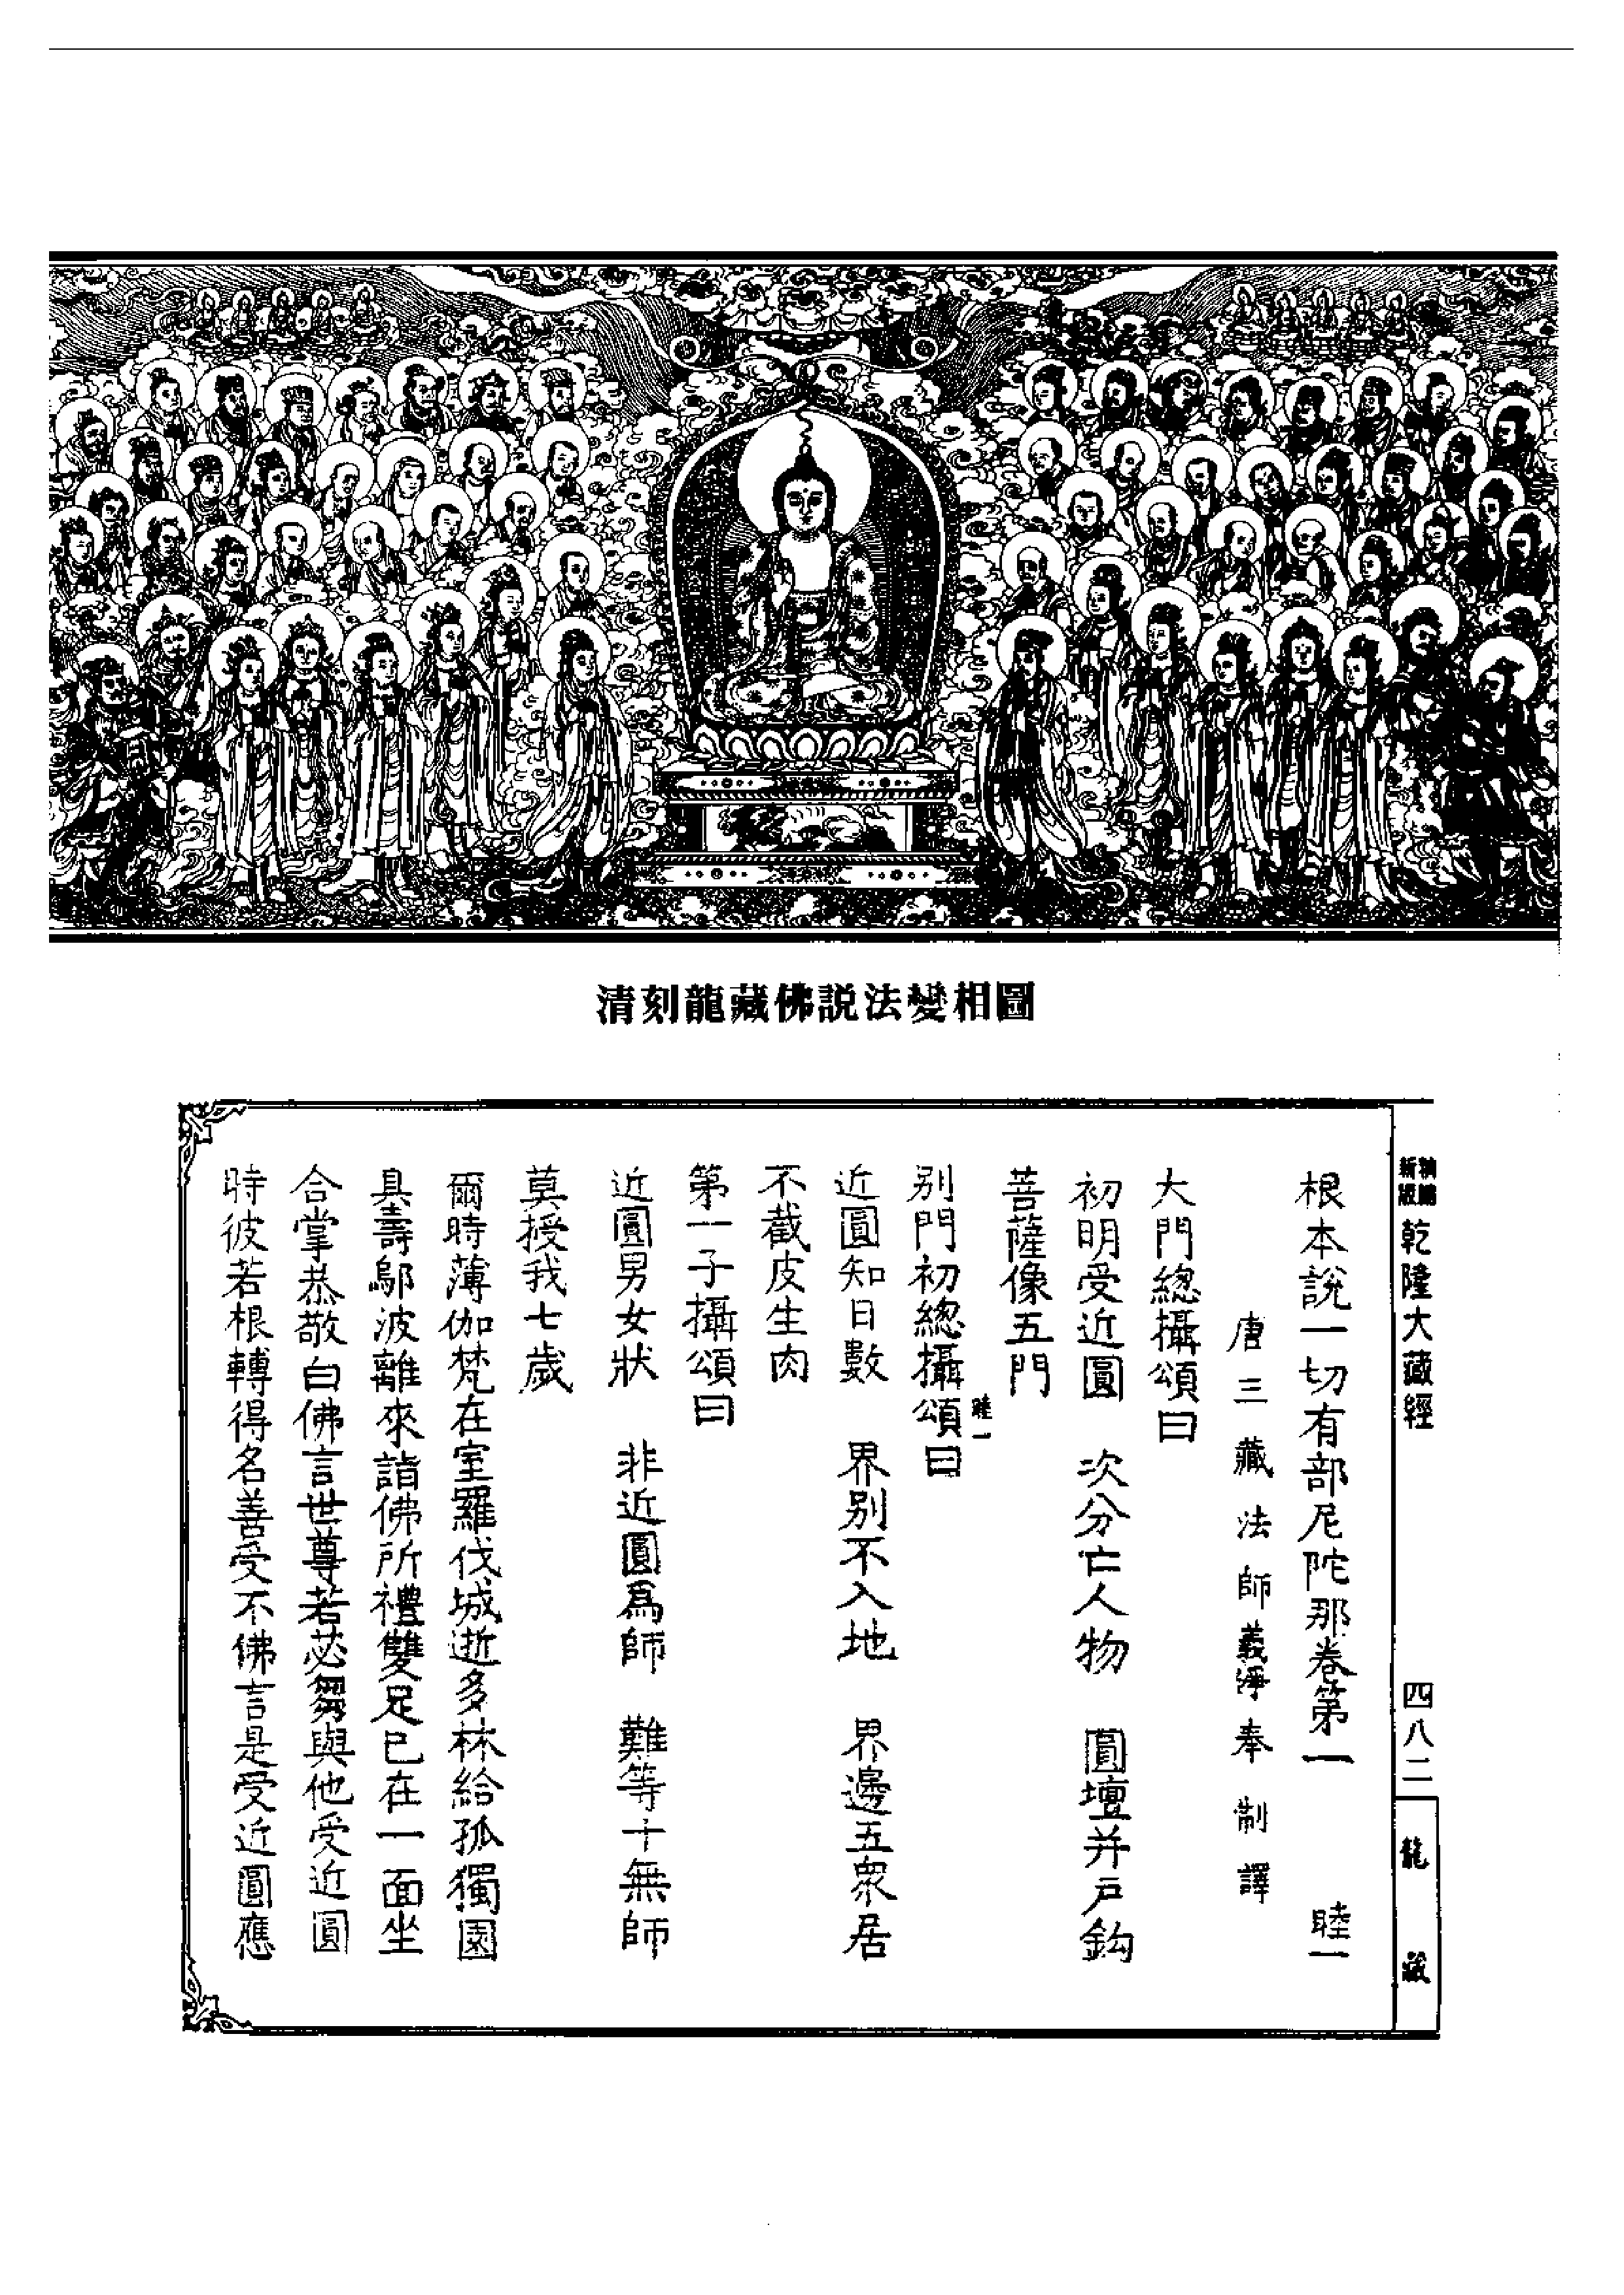 清刻龍藏佛説法變相圖
新編
縮版
乾隆大藏經
四八二
龍藏
根本說一切有部尼陀那卷第一 睦一
唐三藏法師義淨奉制譯
大門總攝頌曰
初明受近圓 次分亡人物 圓壇并戶鈎
菩薩像五門
別門初總攝頌曰
睦一
近圓知日數 界別不入地 界邊五眾居
不截皮生肉
第一子攝頌曰
近圓男女狀 非近圓爲師 難等十無師
莫授我七歲
爾時薄伽梵在室羅伐城逝多林給孤獨園
具壽鄔波離來詣佛所禮雙足已在一面坐
合掌恭敬白佛言世尊若苾芻與他受近圓
時彼若根轉得名善受不佛言是受近圓應